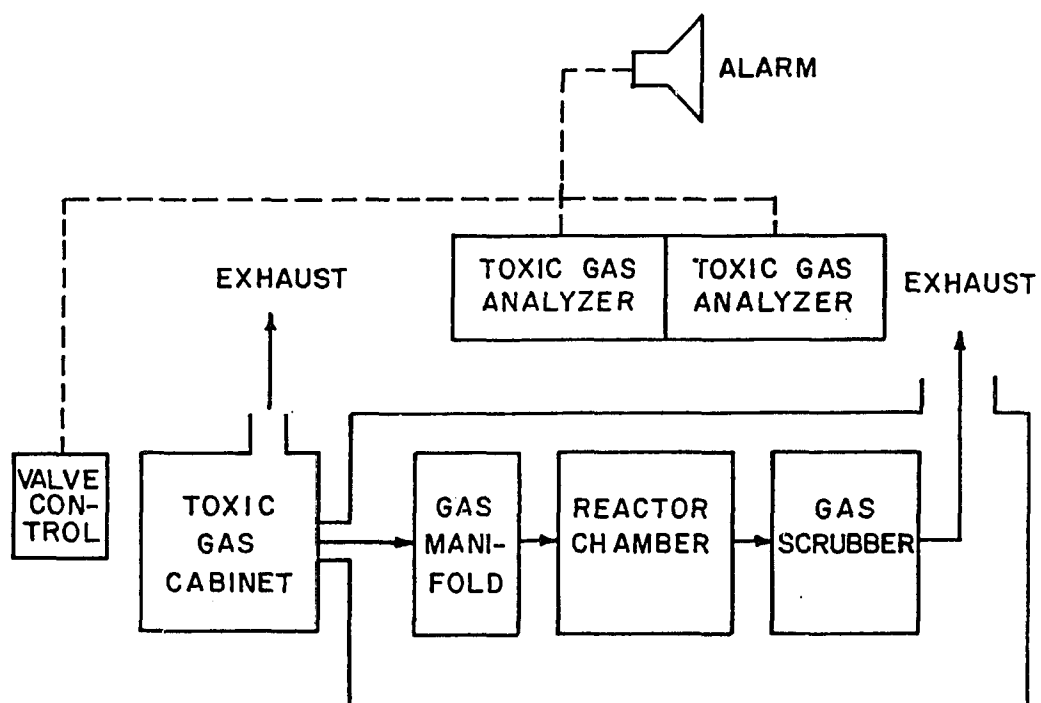 ALARM
TOXIC GAS
ANALYZER
TOXIC GAS
ANALYZER
EXHAUST
EXHAUST
VALVE
CON-
TROL
TOXIC
GAS
CABINET
GAS
MANI-
FOLD
REACTOR
CHAMBER
GAS
SCRUBBER